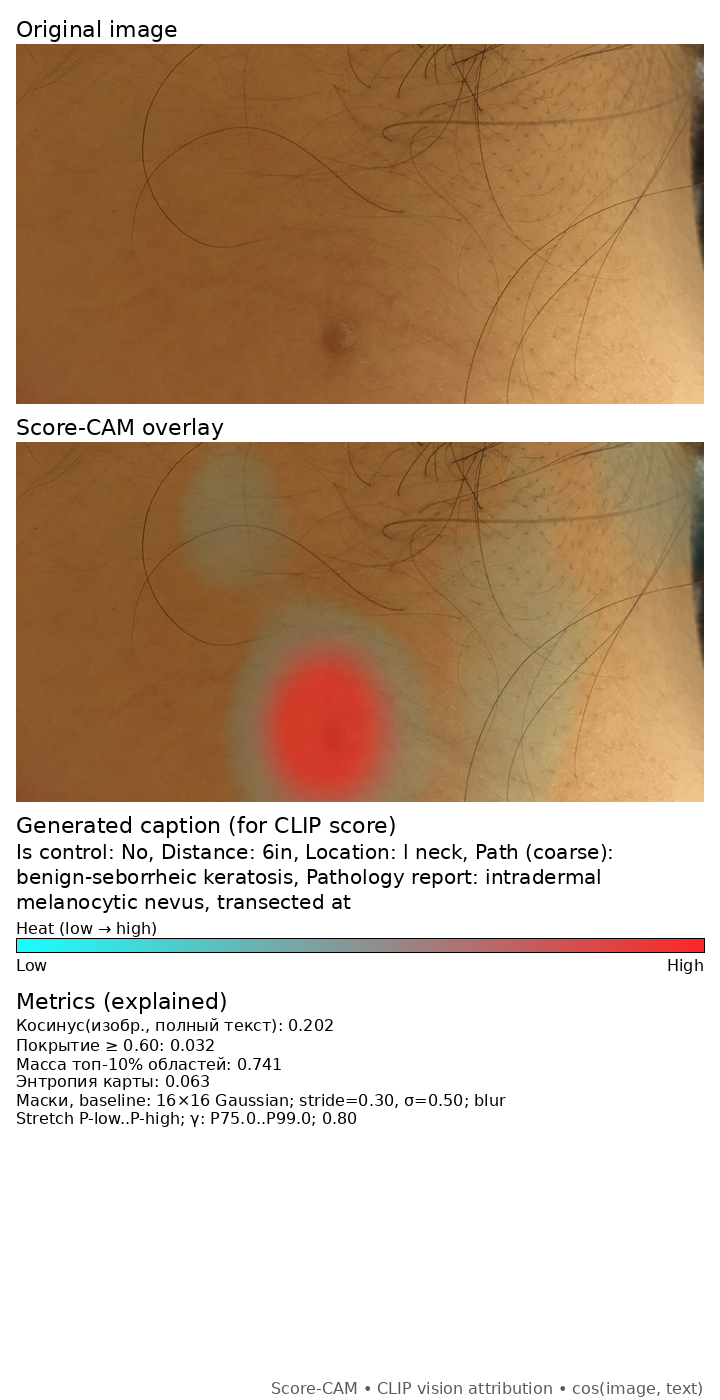 Original image
Score-CAM overlay
Generated caption (for CLIP score)
Is control: No, Distance: 6in, Location: l neck, Path (coarse):
benign-seborrheic keratosis, Pathology report: intradermal
melanocytic nevus, transected at
Heat (low → high)
Low High
Metrics (explained)
Косинус(изобр., полный текст): 0.202
Покрытие ≥ 0.60: 0.032
Масса топ-10% областей: 0.741
Энтропия карты: 0.063
Маски, baseline: 16×16 Gaussian; stride=0.30, σ=0.50; blur
Stretch P-low..P-high; γ: P75.0..P99.0; 0.80
Score-CAM • CLIP vision attribution • cos(image, text)